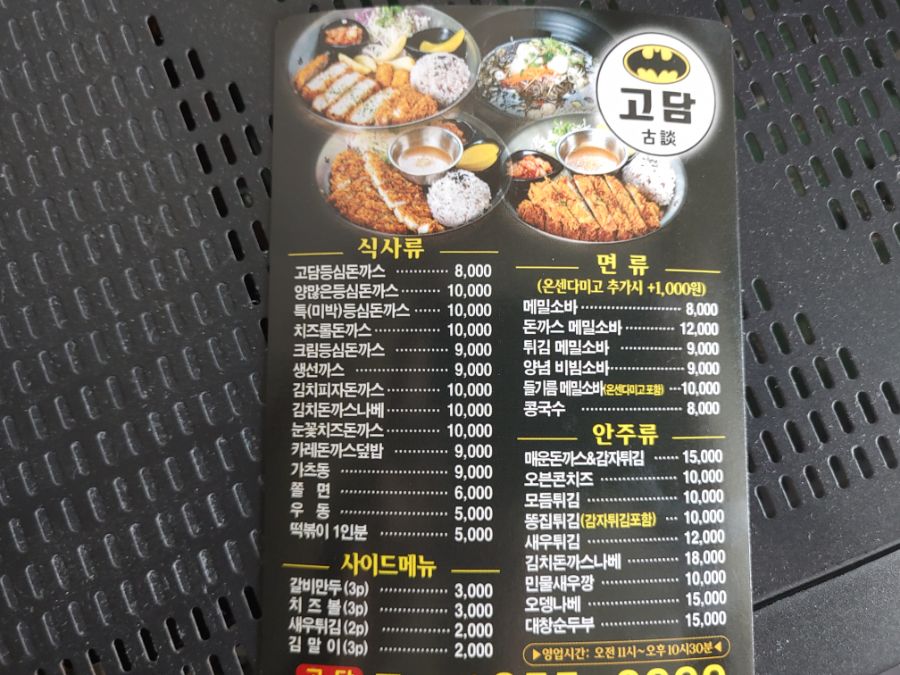 고담
古談
식사류
고담등심돈까스 8,000
양많은등심돈까스 10,000
특(미박)등심돈까스 10,000
치즈롤돈까스 10,000
크림등심돈까스 9,000
생선까스 9,000
김치피자돈까스 10,000
김치돈까스나베 10,000
눈꽃치즈돈까스 10,000
카레돈까스덮밥 9,000
가츠동 9,000
쫄 면 6,000
우 동 5,000
떡볶이 1인분 5,000
사이드메뉴
갈비만두(3p) 3,000
치 즈 볼(3p) 3,000
새우튀김(2p) 2,000
김 말 이(3p) 2,000
면 류
(온센다미고 추가시 +1,000원)
메밀소바 8,000
돈까스 메밀소바 12,000
튀김 메밀소바 9,000
양념 비빔소바 9,000
들기름 메밀소바(온센다미고 포함) 10,000
콩국수 8,000
안주류
매운돈까스&감자튀김 15,000
오븐콘치즈 10,000
모듬튀김 10,000
똥집튀김(감자튀김포함) 10,000
새우튀김 12,000
김치돈까스나베 18,000
민물새우깡 10,000
오뎅나베 15,000
대창순두부 15,000
▶영업시간: 오전 11시~오후 10시30분◀